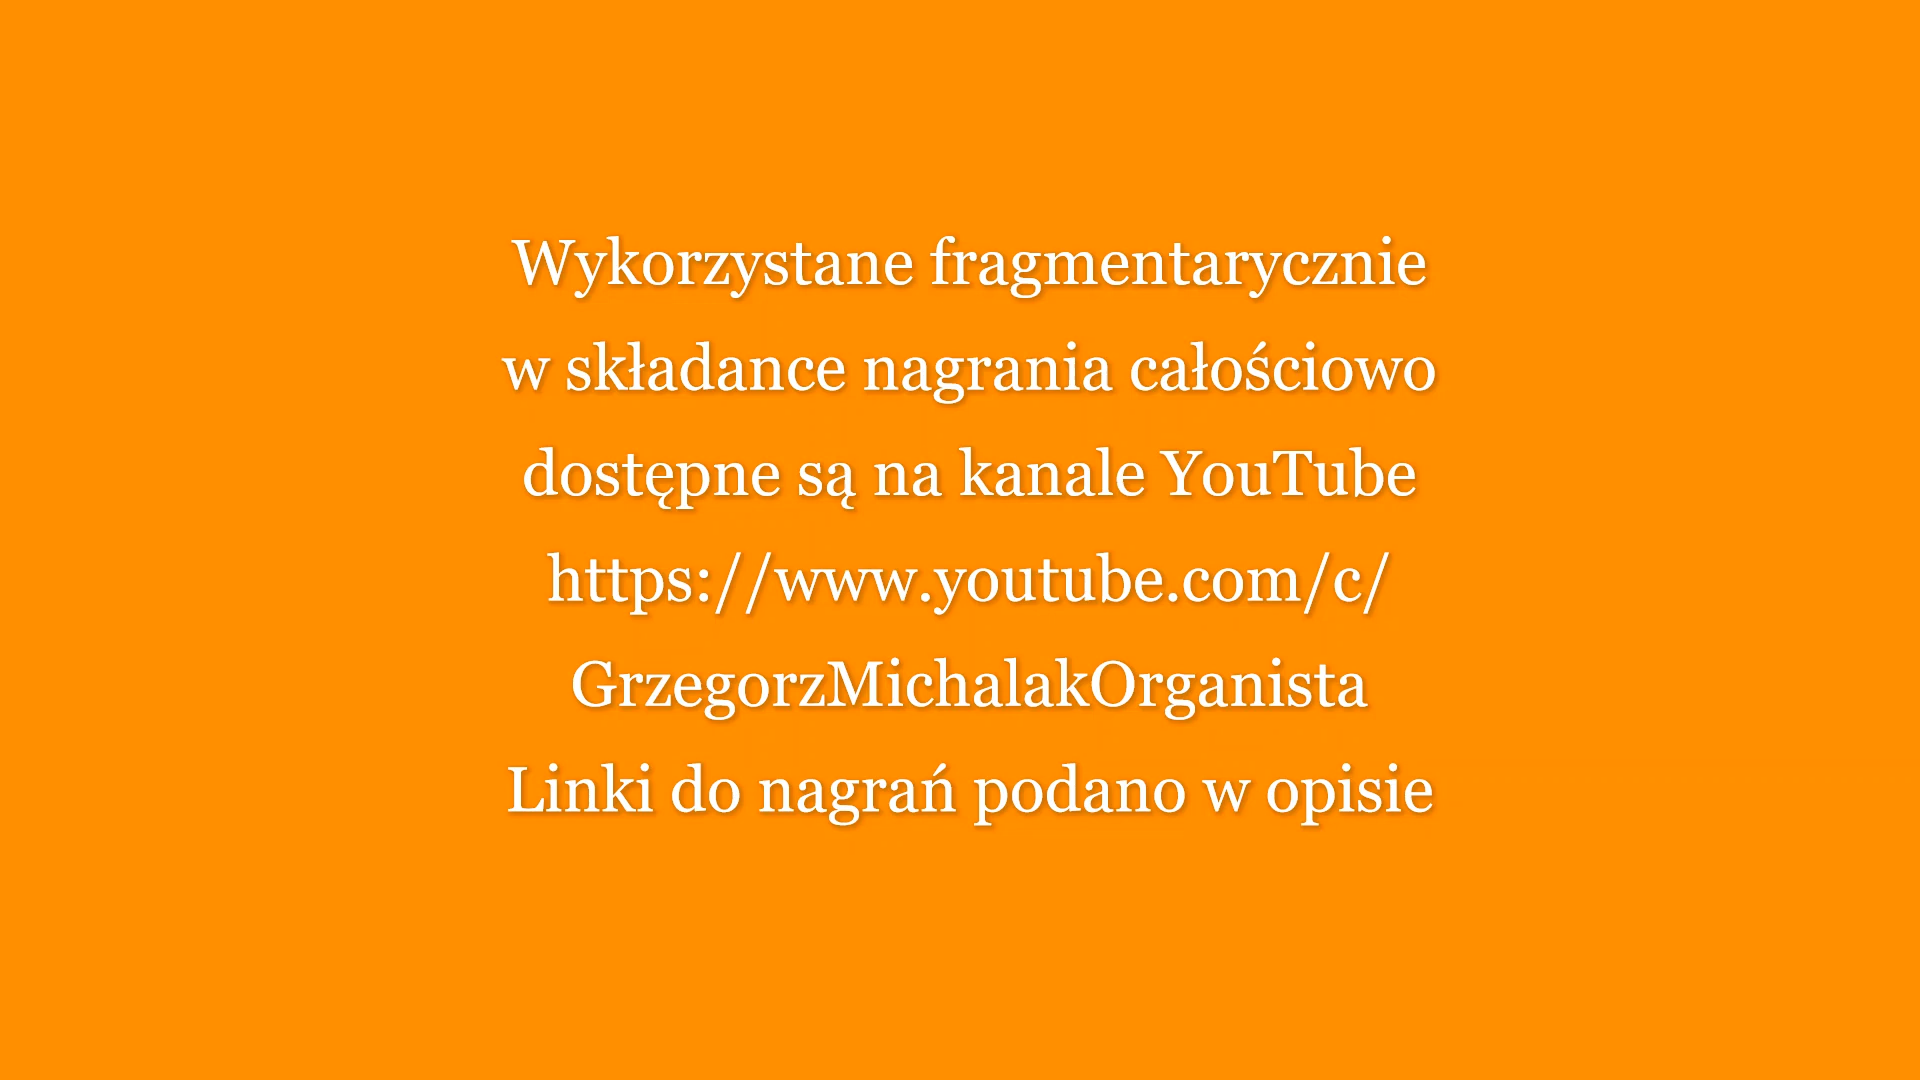 Wykorzystane fragmentarycznie
w składance nagrania całościowo
dostępne są na kanale YouTube
https://www.youtube.com/c/
GrzegorzMichalakOrganista
Linki do nagrań podano w opisie